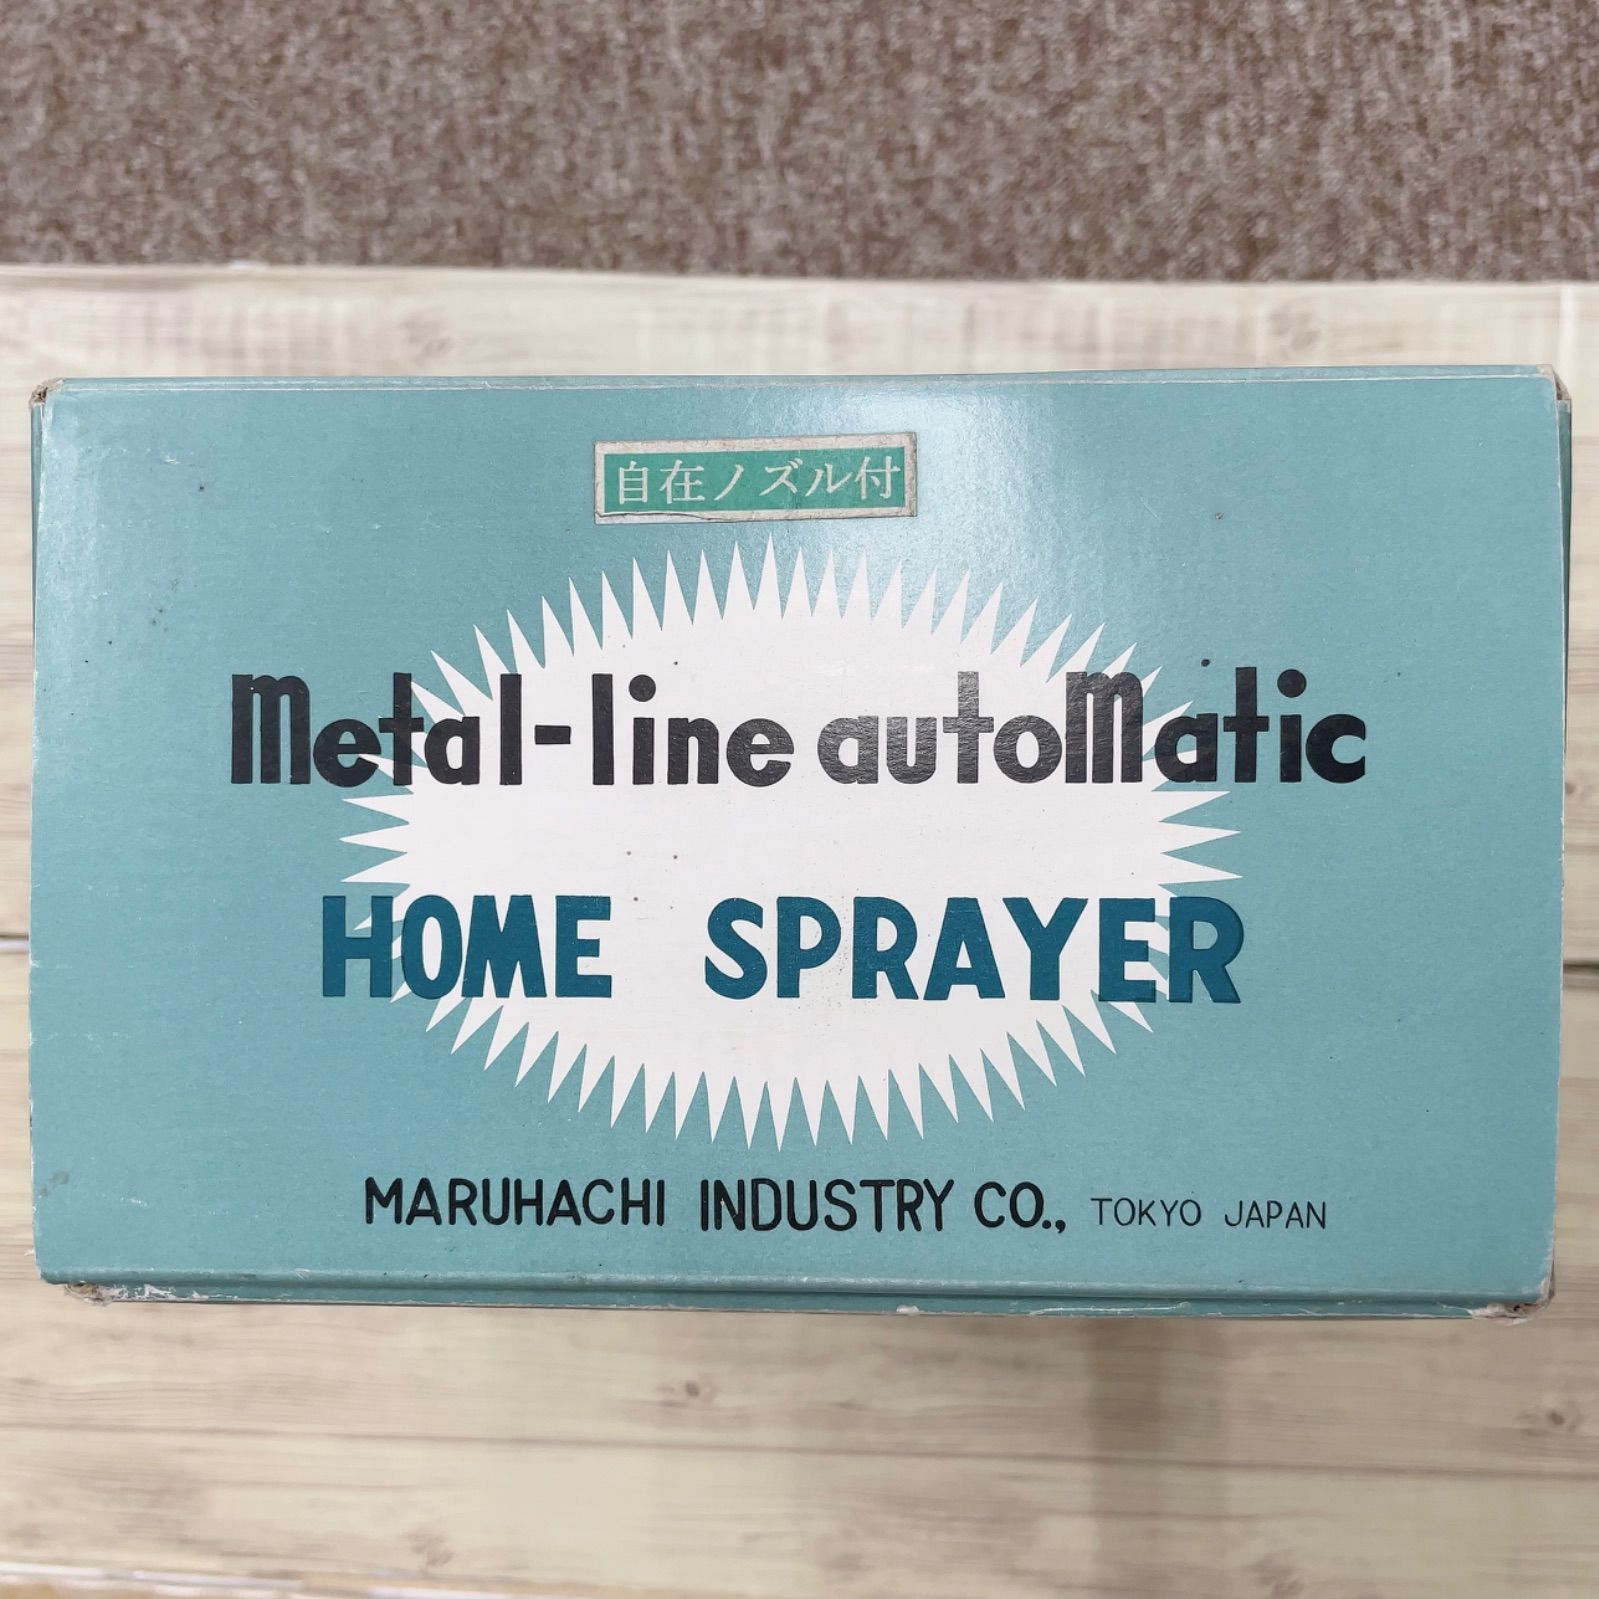 自在ノズル付
Metal-line autoMatic
HOME SPRAYER
MARUHACHI INDUSTRY CO., TOKYO JAPAN